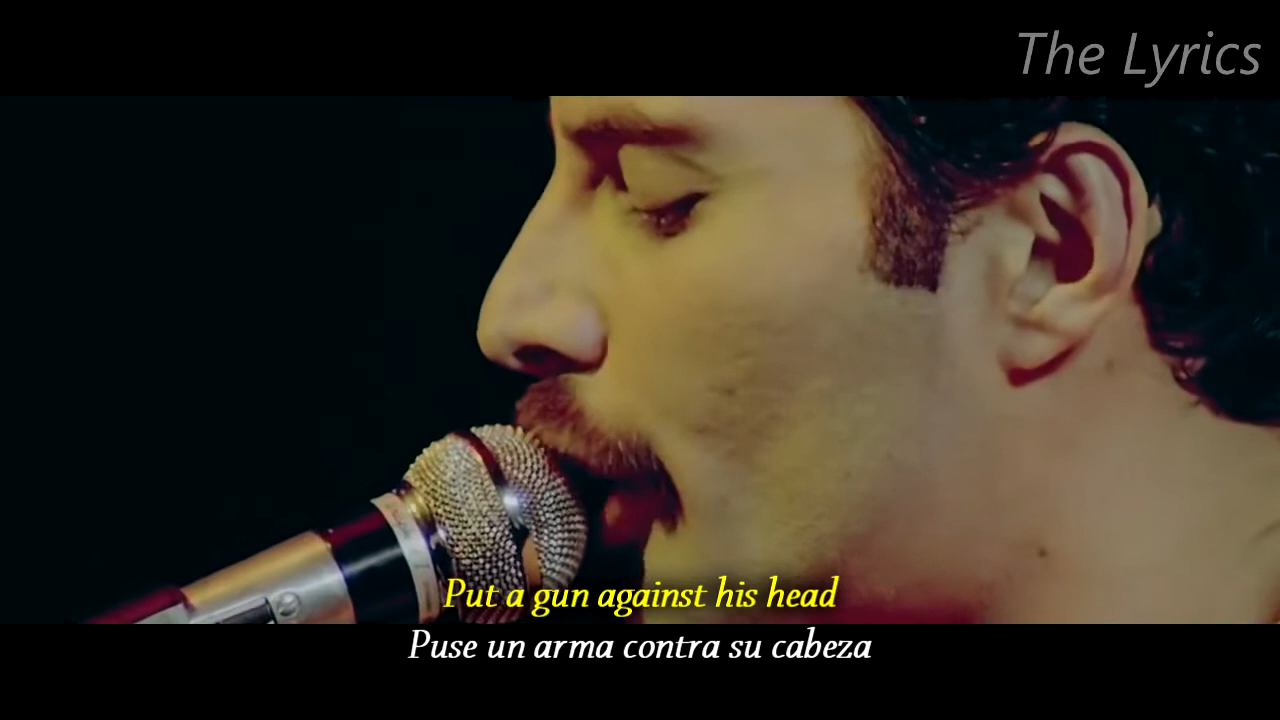 The Lyrics
Put a gun against his head
Puse un arma contra su cabeza